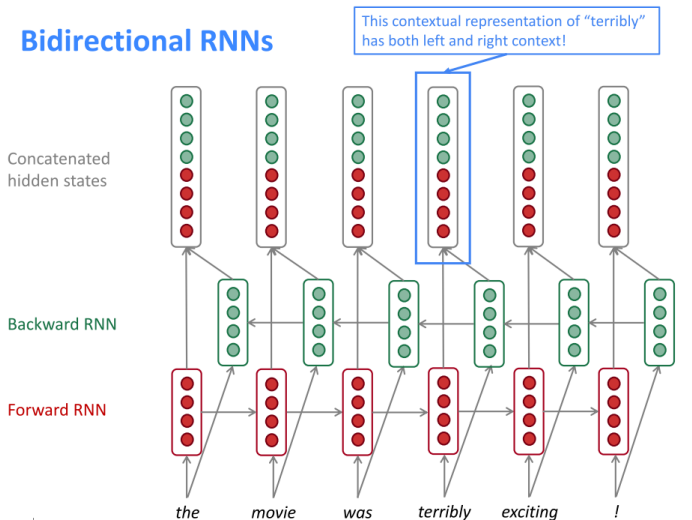 Bidirectional RNNs
This contextual representation of “terribly”
has both left and right context!
Concatenated
hidden states
Backward RNN
Forward RNN
the movie was terribly exciting !